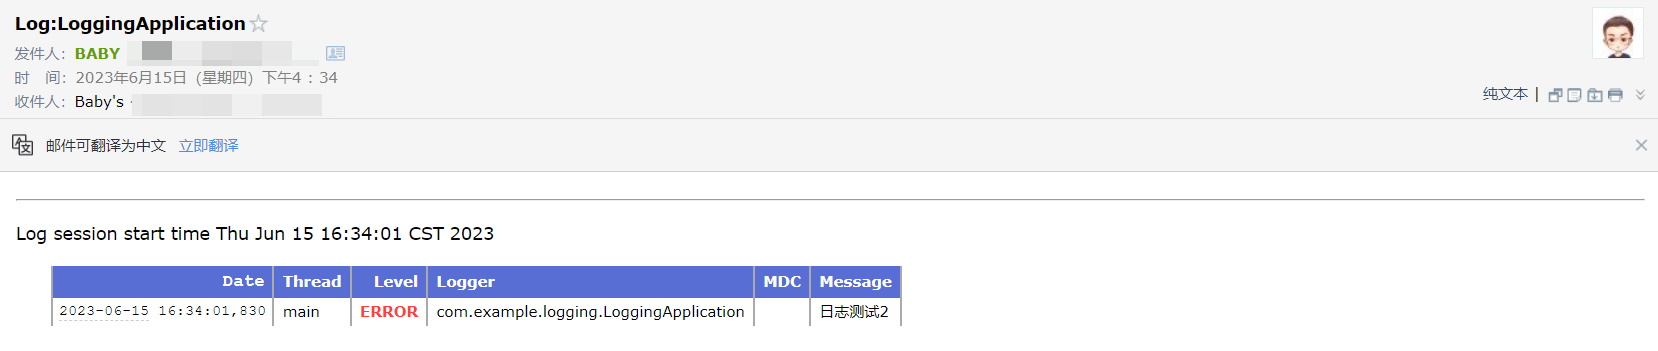 Log:LoggingApplication
发件人：BABY
时　间：2023年6月15日（星期四）下午4：34
收件人：Baby's
纯文本 |
邮件可翻译为中文 立即翻译
Log session start time Thu Jun 15 16:34:01 CST 2023
Date Thread Level Logger MDC Message
2023-06-15 16:34:01,830 main ERROR com.example.logging.LoggingApplication 日志测试2